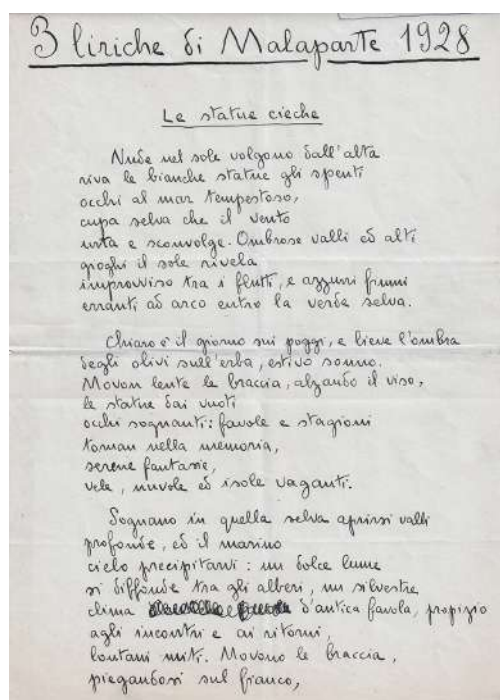 3 liriche di Malaparte 1928
Le statue cieche
Nude nel sole volgono dall'alta
riva le bianche statue gli spenti
occhi al mar tempestoso,
cupa selva che il vento
urta e sconvolge. Ombrose valli ed alti
gioghi il sole rivela
improvviso tra i flutti, e azzurri fiumi
erranti ad arco entro la verde selva.
Chiaro è il giorno sui poggi, e lieve l'ombra
degli olivi sull'erba, estivo sonno.
Movon lente le braccia, alzando il viso,
le statue dai vuoti
occhi sognanti: favole e stagioni
tornan nella memoria,
serene fantasie,
vele, nuvole ed isole vaganti.
Sognano in quella selva aprirsi valli
profonde, ed il marino
cielo precipitarvi: un dolce lume
si diffonde tra gli alberi, un silvestre
clima d'antica favola, propizio
agli incontri e ai ritorni,
lontani miti. Movono le braccia,
piegandosi sul fianco,